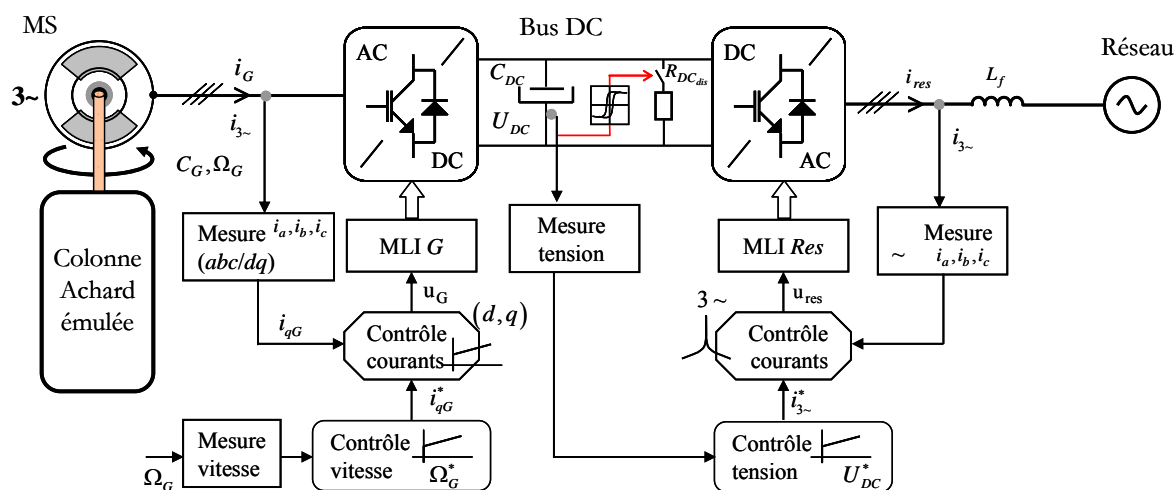 MS
Bus DC
Réseau
3~
i_G
i_3~
C_G, Ω_G
AC
DC
C_DC
U_DC
R_DC_dis
DC
AC
i_res
L_f
i_3~
Colonne
Achard
émulée
Mesure i_a, i_b, i_c
(abc/dq)
MLI G
Mesure
tension
MLI Res
~ Mesure
i_a, i_b, i_c
u_G
u_res
i_qG
(d, q)
Contrôle
courants
3~
Contrôle
courants
i*_qG
i*_3~
Ω_G
Mesure
vitesse
Contrôle
vitesse Ω*_G
Contrôle
tension U*_DC